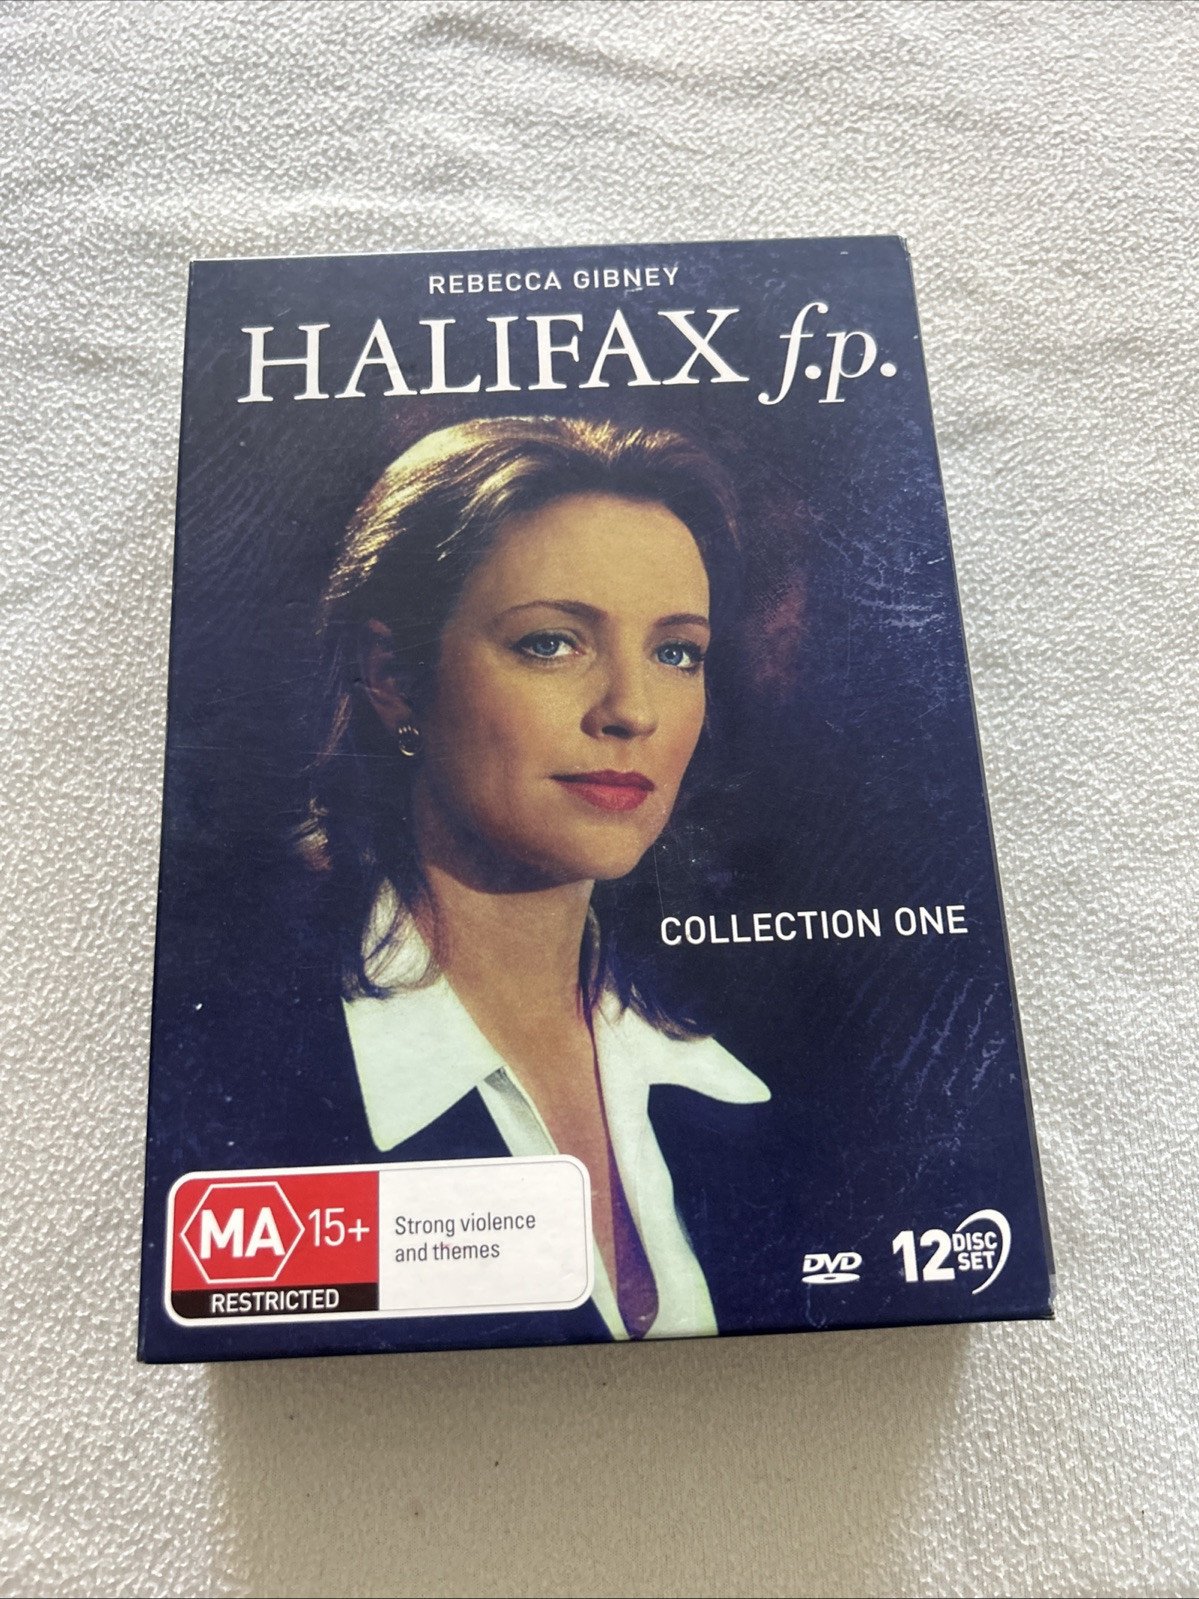 REBECCA GIBNEY
HALIFAX f.p.
COLLECTION ONE
MA 15+
RESTRICTED
Strong violence
and themes
DVD
12 DISC
SET